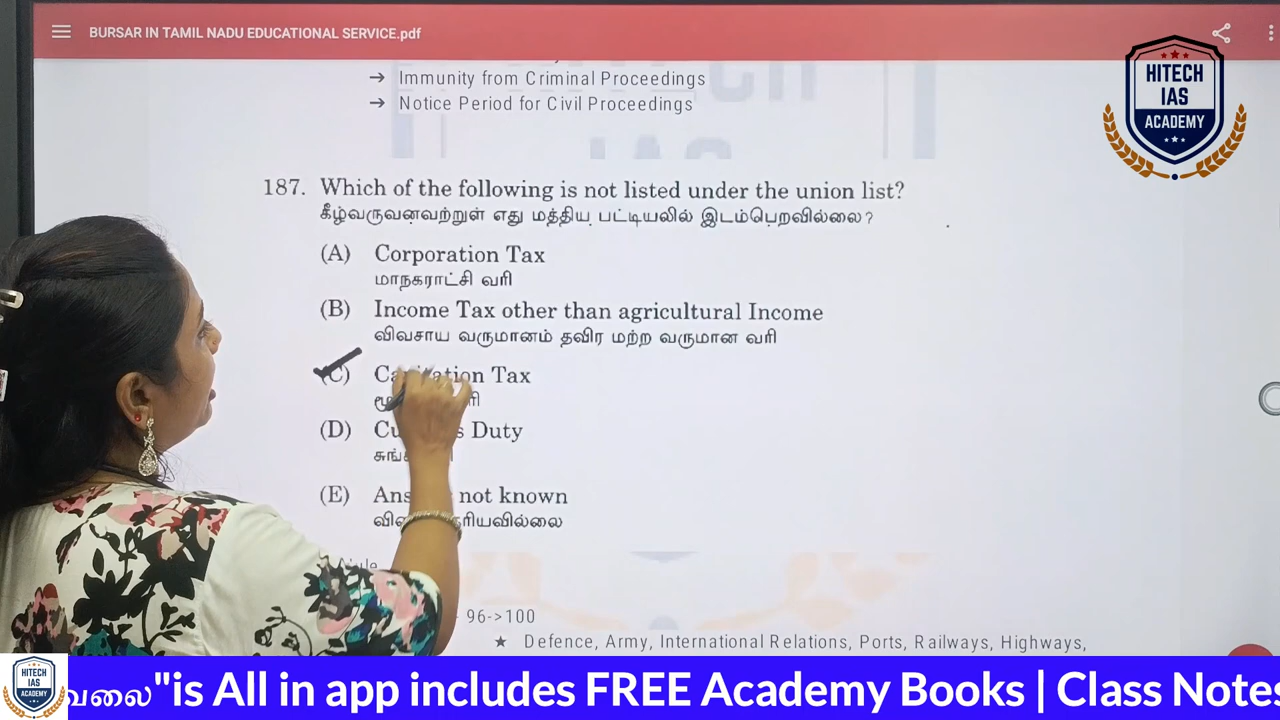 BURSAR IN TAMIL NADU EDUCATIONAL SERVICE.pdf
→ Immunity from Criminal Proceedings
→ Notice Period for Civil Proceedings
HITECH
IAS
ACADEMY
187. Which of the following is not listed under the union list?
கீழ்வருவனவற்றுள் எது மத்திய பட்டியலில் இடம்பெறவில்லை?
(A) Corporation Tax
மாநகராட்சி வரி
(B) Income Tax other than agricultural Income
விவசாய வருமானம் தவிர மற்ற வருமான வரி
(C) Tax
(D) Duty
(E) not known
96->100
★ Defence, Army, International Relations, Ports, Railways, Highways,
HITECH
IAS
ACADEMY
"is All in app includes FREE Academy Books | Class Notes